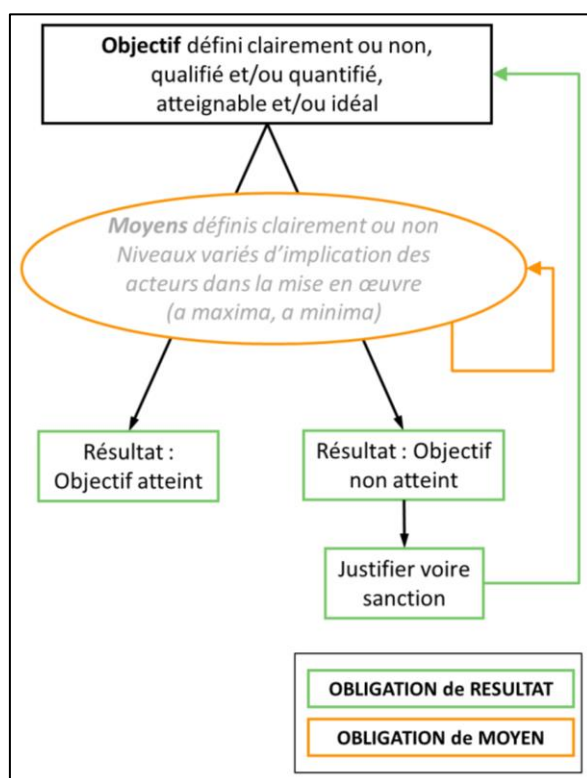 Objectif défini clairement ou non,
qualifié et/ou quantifié,
atteignable et/ou idéal
Moyens définis clairement ou non
Niveaux variés d’implication des
acteurs dans la mise en œuvre
(a maxima, a minima)
Résultat :
Objectif atteint
Résultat : Objectif
non atteint
Justifier voire
sanction
OBLIGATION de RESULTAT
OBLIGATION de MOYEN